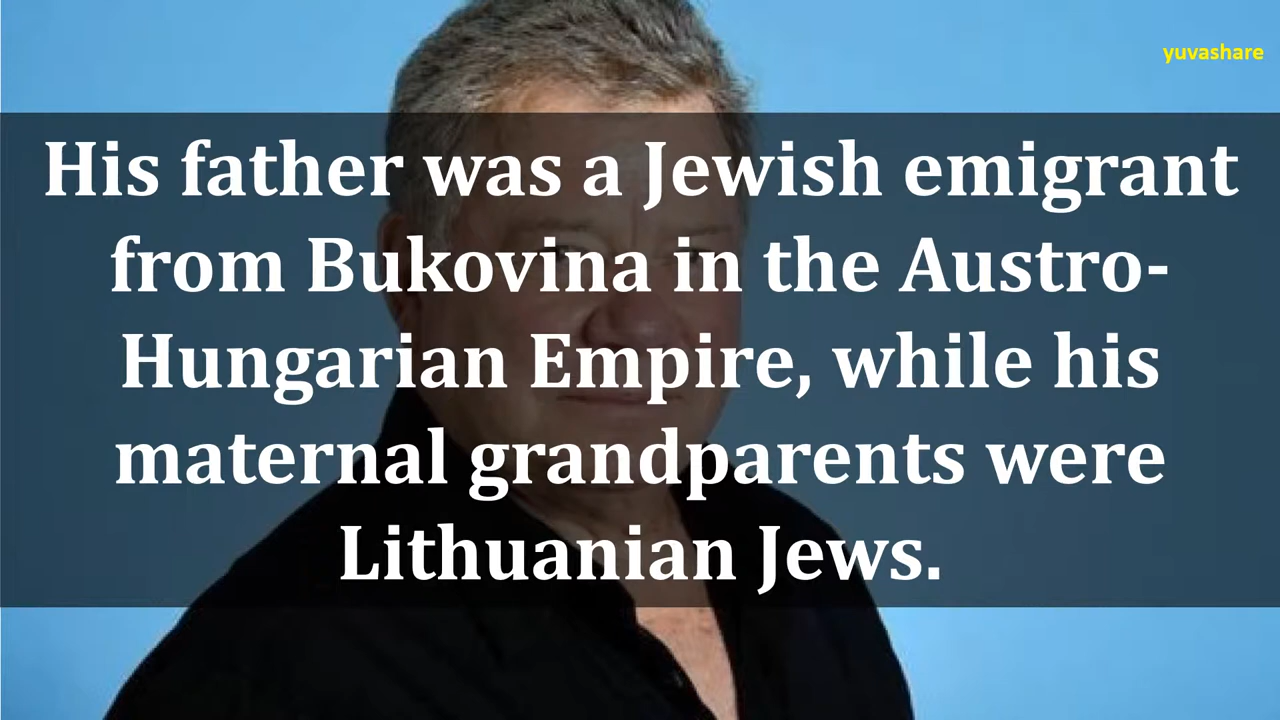 yuvashare
His father was a Jewish emigrant
from Bukovina in the Austro-
Hungarian Empire, while his
maternal grandparents were
Lithuanian Jews.